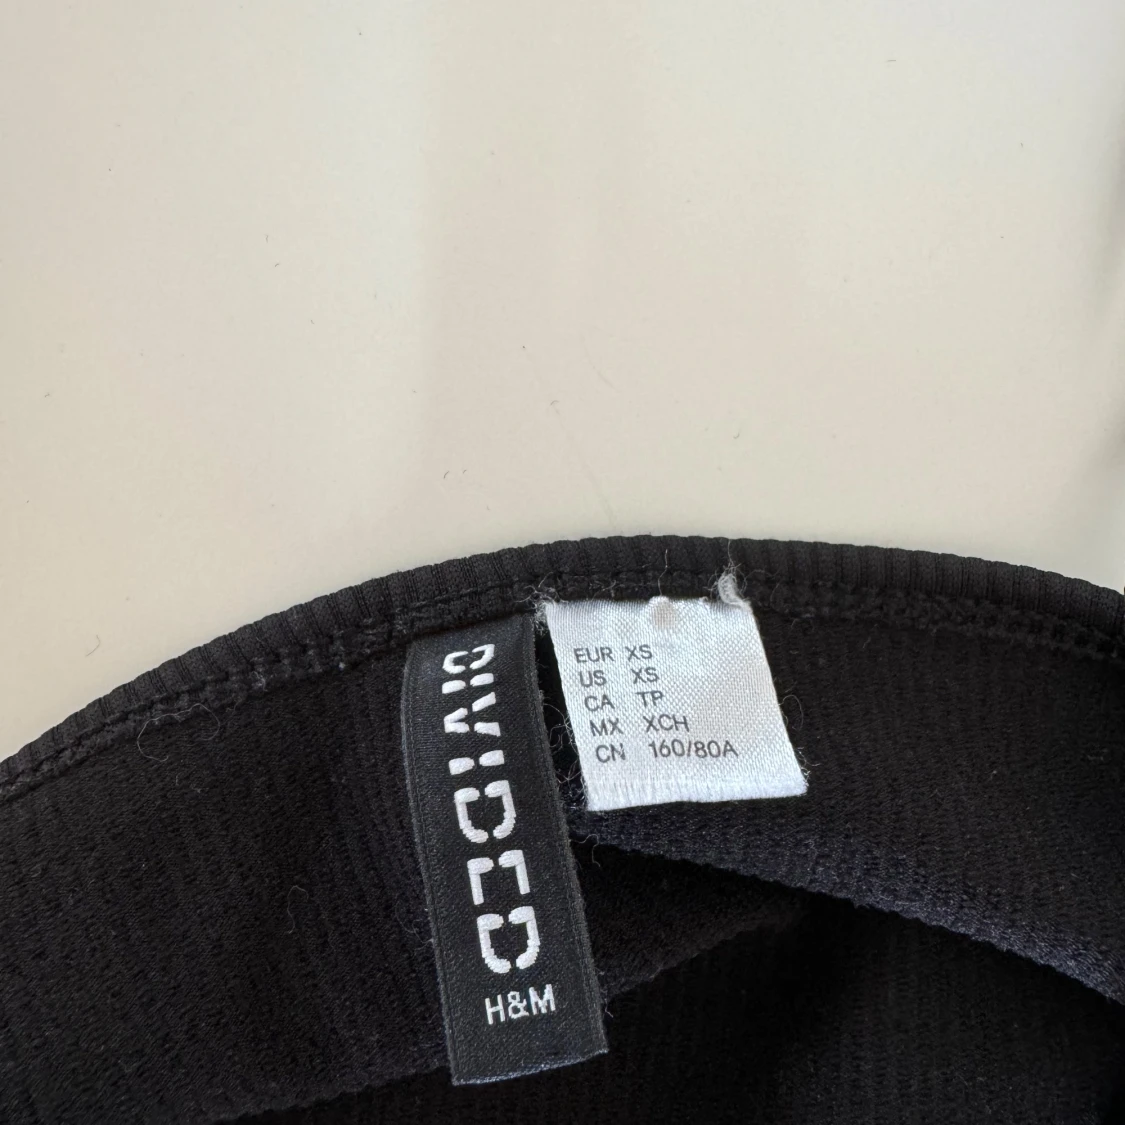 DIVIDED
H&M
EUR XS
US XS
CA TP
MX XCH
CN 160/80A